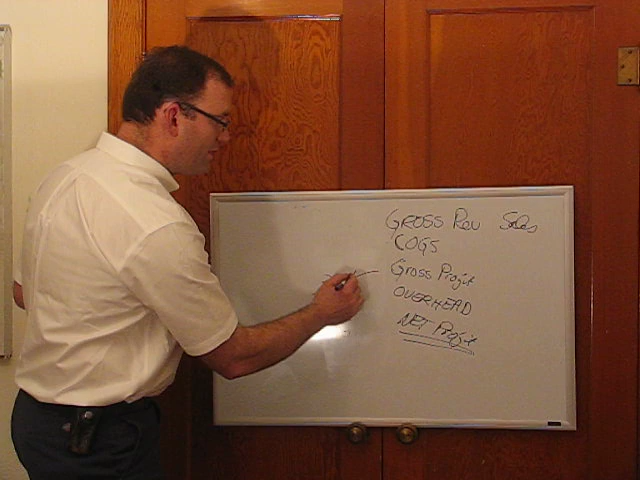 GROSS Rev Sales
COGS
Gross Profit
OVERHEAD
NET Profit